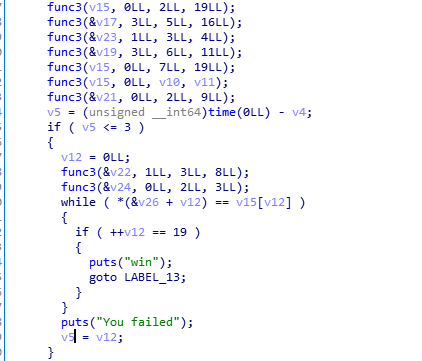 func3(v15, 0LL, 2LL, 19LL);
func3(&v17, 3LL, 5LL, 16LL);
func3(&v23, 1LL, 3LL, 4LL);
func3(&v19, 3LL, 6LL, 11LL);
func3(v15, 0LL, 7LL, 19LL);
func3(v15, 0LL, v10, v11);
func3(&v21, 0LL, 2LL, 9LL);
v5 = (unsigned __int64)time(0LL) - v4;
if ( v5 <= 3 )
{
v12 = 0LL;
func3(&v22, 1LL, 3LL, 8LL);
func3(&v24, 0LL, 2LL, 3LL);
while ( *(&v26 + v12) == v15[v12] )
{
if ( ++v12 == 19 )
{
puts("win");
goto LABEL_13;
}
}
puts("You failed");
v5 = v12;
}